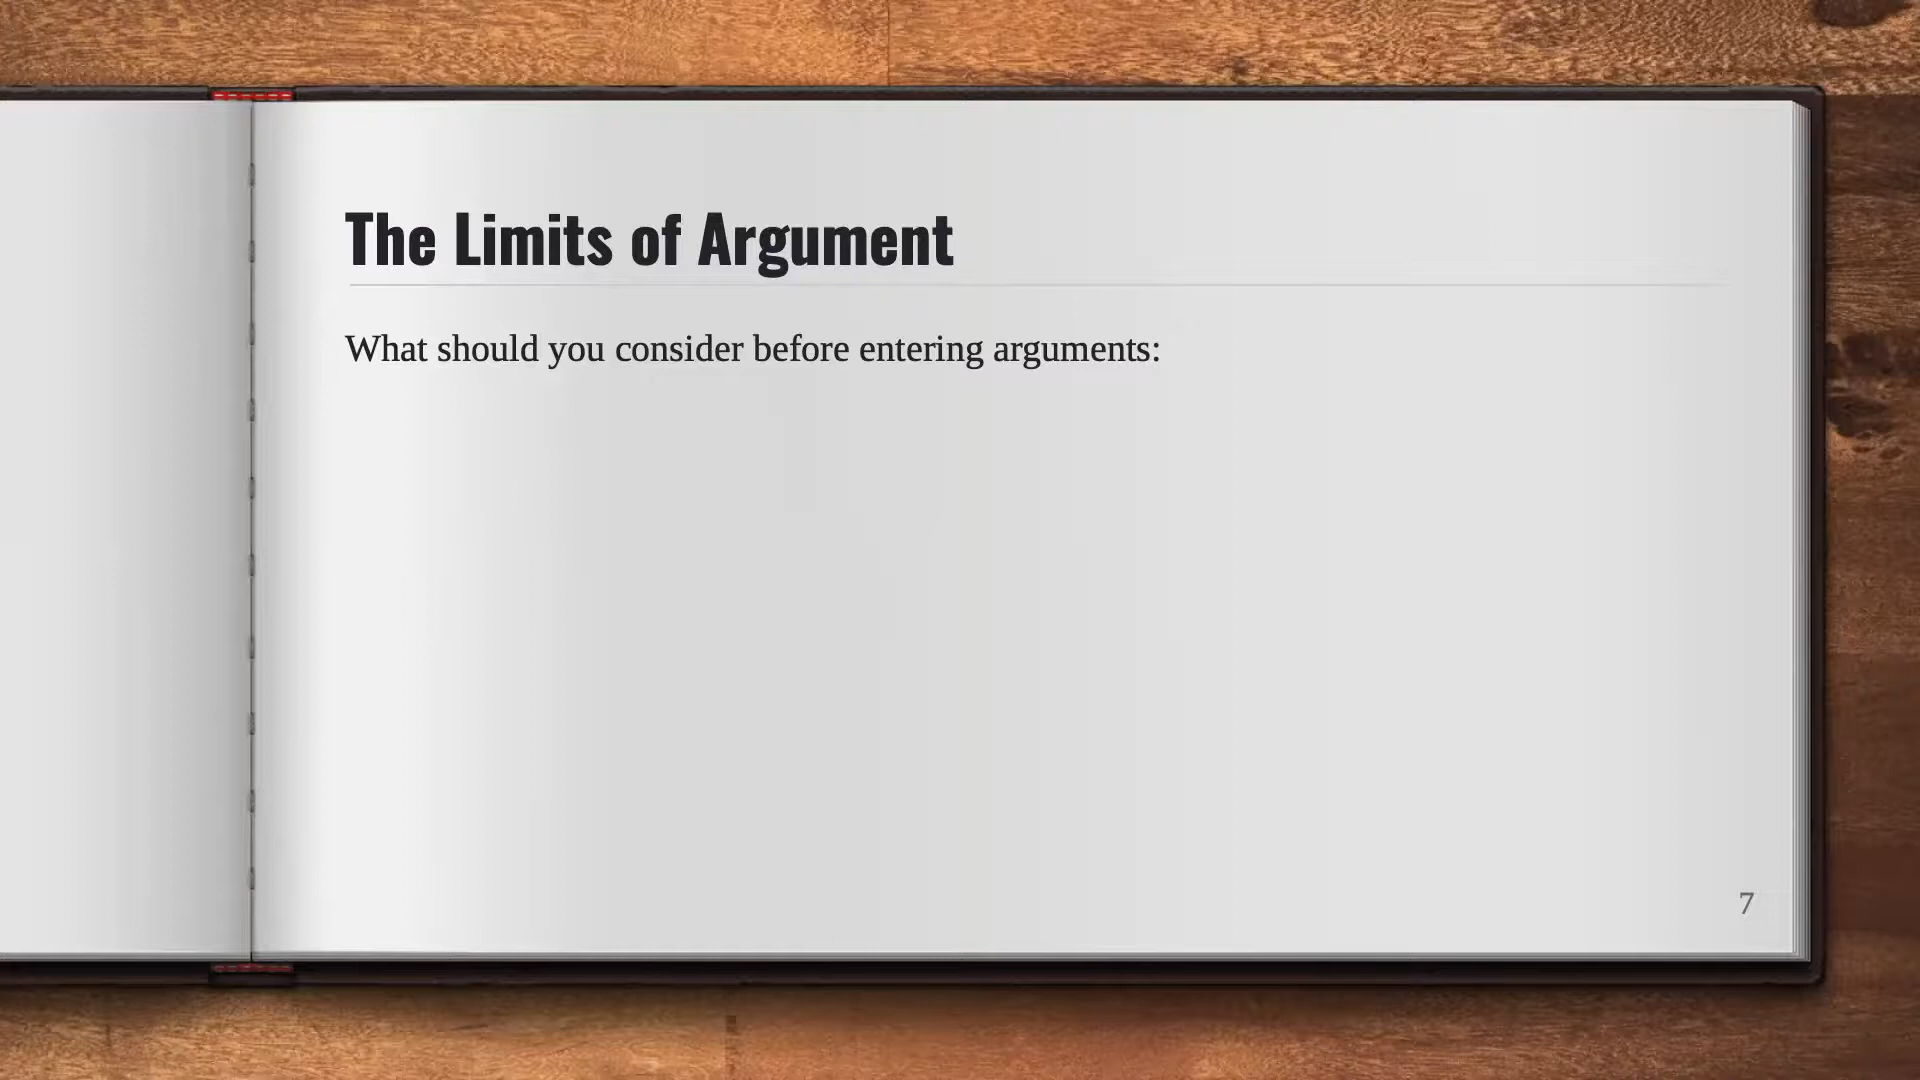 The Limits of Argument
What should you consider before entering arguments:
7